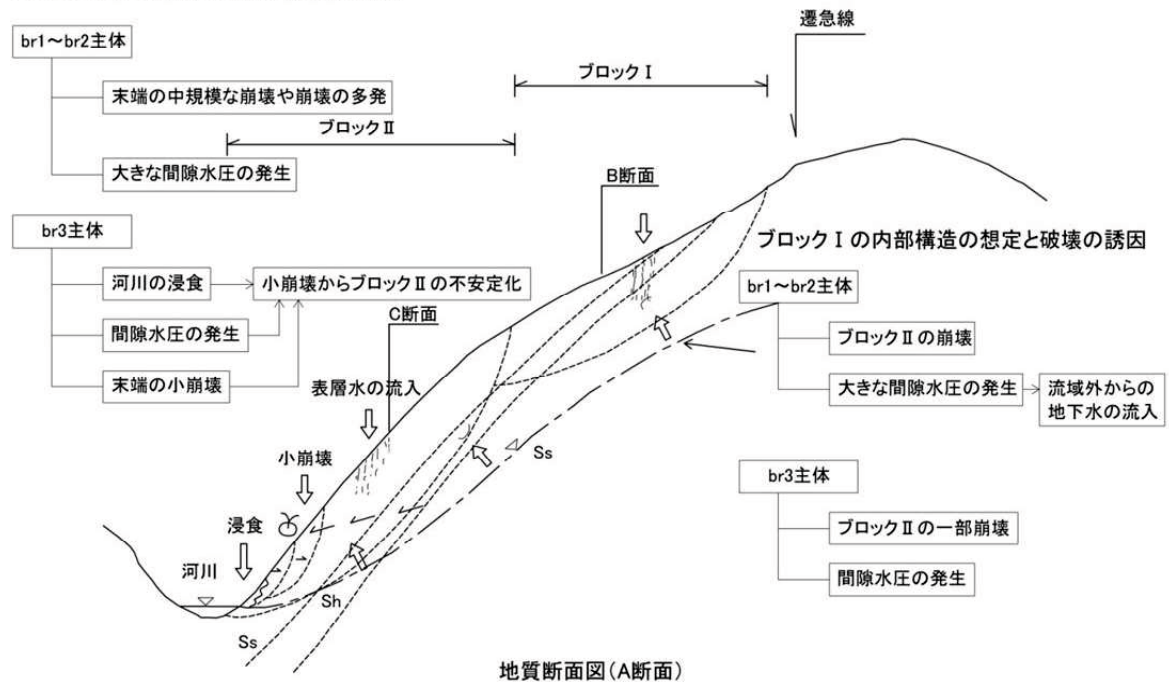 遷急線
br1～br2主体
ブロックⅠ
末端の中規模な崩壊や崩壊の多発
ブロックⅡ
大きな間隙水圧の発生
B断面
br3主体
ブロックⅠの内部構造の想定と破壊の誘因
河川の浸食
小崩壊からブロックⅡの不安定化
br1～br2主体
間隙水圧の発生
C断面
ブロックⅡの崩壊
末端の小崩壊
表層水の流入
大きな間隙水圧の発生
流域外からの
地下水の流入
Ss
小崩壊
br3主体
浸食
ブロックⅡの一部崩壊
河川
間隙水圧の発生
Sh
Ss
地質断面図(A断面)